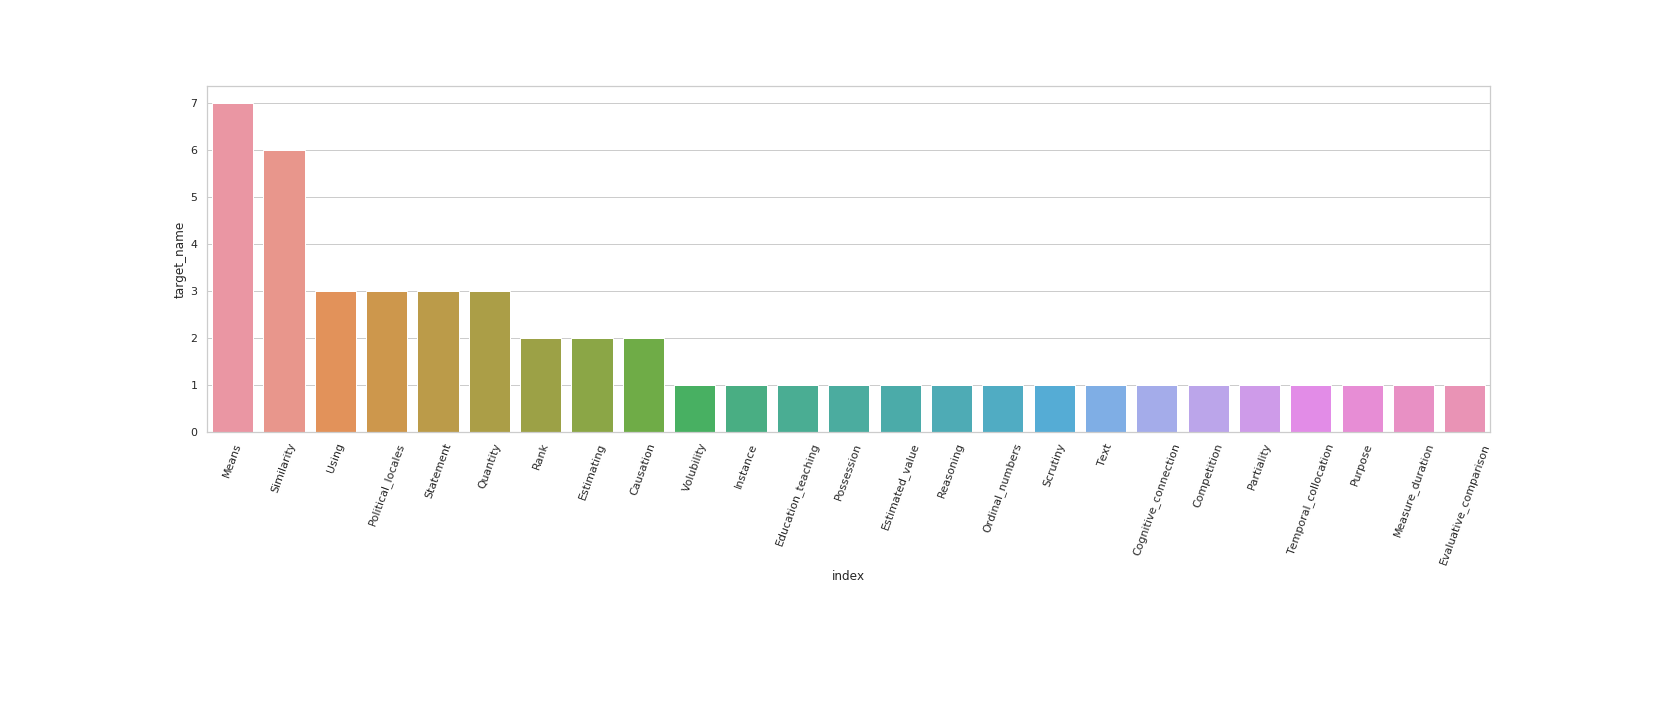 7
6
5
4
3
2
1
0
target_name
Means
Similarity
Using
Political_locales
Statement
Quantity
Rank
Estimating
Causation
Volubility
Instance
Education_teaching
Possession
Estimated_value
Reasoning
Ordinal_numbers
Scrutiny
Text
Cognitive_connection
Competition
Partiality
Temporal_collocation
Purpose
Measure_duration
Evaluative_comparison
index